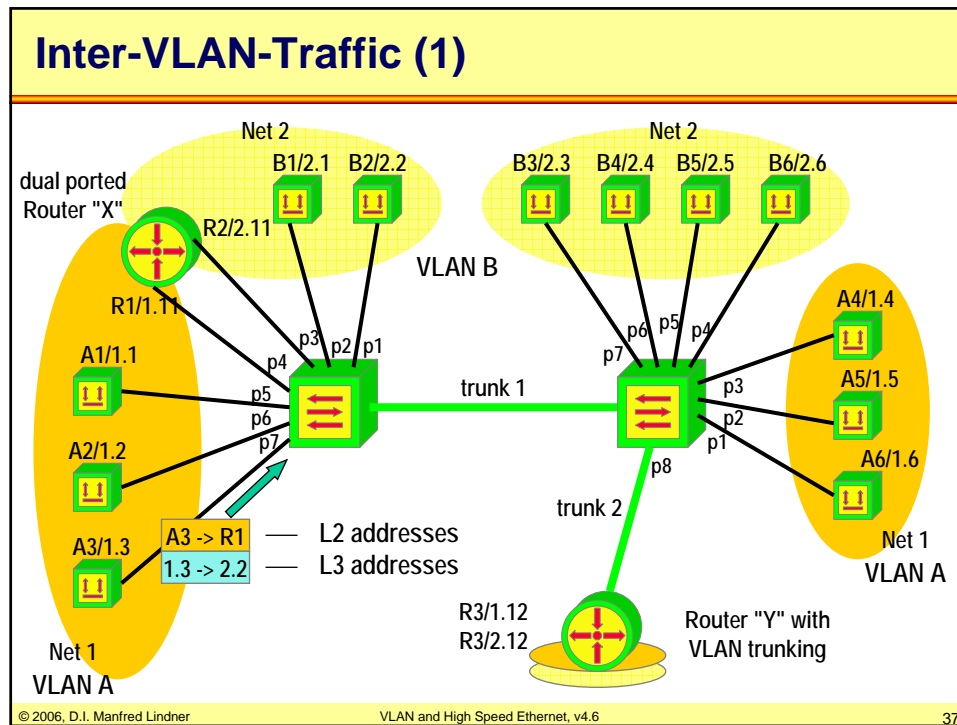 Inter-VLAN-Traffic (1)
Net 2
Net 2
B1/2.1
B2/2.2
B3/2.3
B4/2.4
B5/2.5
B6/2.6
dual ported
Router "X"
R2/2.11
VLAN B
R1/1.11
A4/1.4
p3
p2
p1
p4
p7
p6
p5
p4
A1/1.1
p5
trunk 1
p3
A5/1.5
p6
p2
p7
p1
A2/1.2
p8
A6/1.6
trunk 2
A3 -> R1
L2 addresses
A3/1.3
1.3 -> 2.2
L3 addresses
Net 1
VLAN A
R3/1.12
R3/2.12
Router "Y" with
VLAN trunking
Net 1
VLAN A
© 2006, D.I. Manfred Lindner
VLAN and High Speed Ethernet, v4.6
37